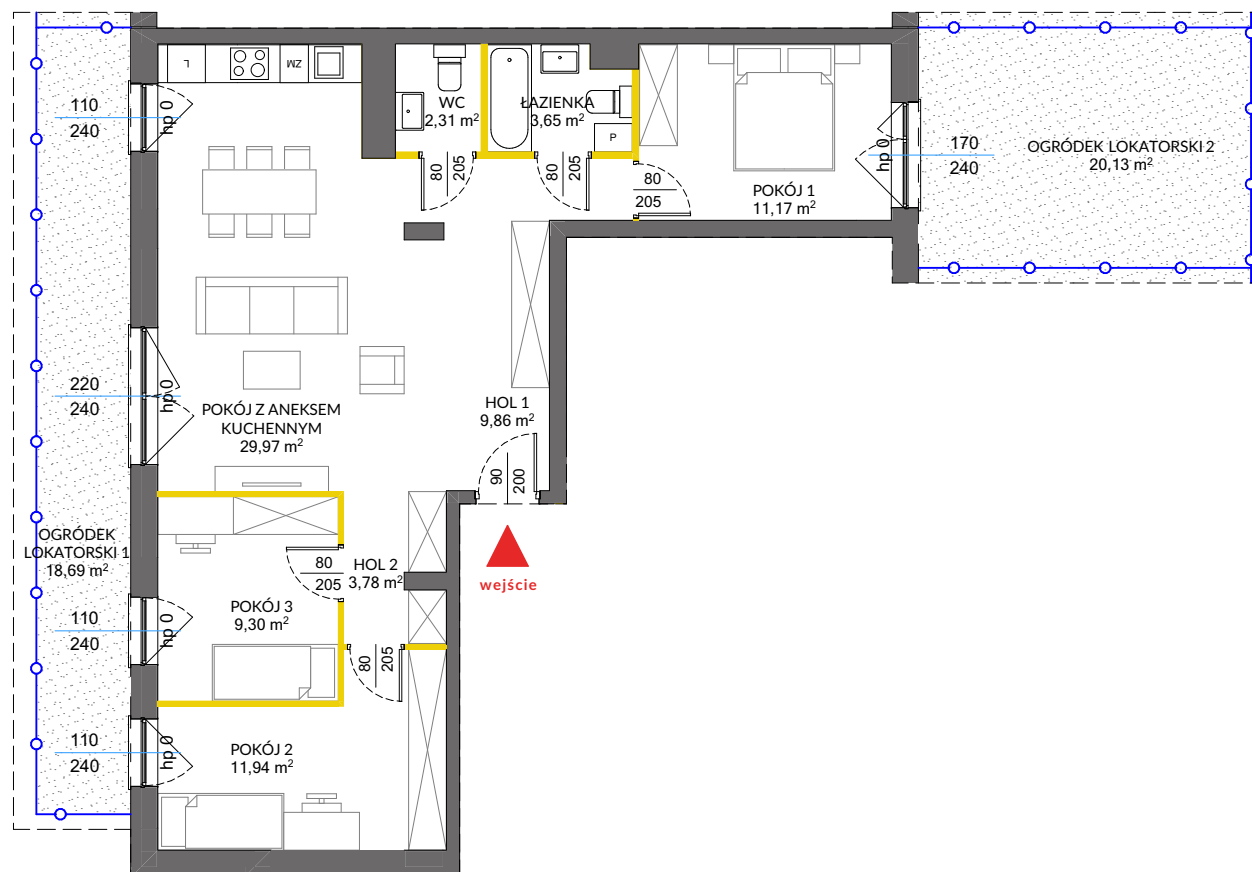 L
ZM
WC
2,31 m²
ŁAZIENKA
3,65 m²
P
110
240
hp 0
80
205
80
205
80
205
POKÓJ 1
11,17 m²
hp 0
170
240
OGRÓDEK LOKATORSKI 2
20,13 m²
220
240
hp 0
POKÓJ Z ANEKSEM
KUCHENNYM
29,97 m²
HOL 1
9,86 m²
90
200
wejście
OGRÓDEK
LOKATORSKI 1
18,69 m²
80
205
HOL 2
3,78 m²
POKÓJ 3
9,30 m²
110
240
hp 0
80
205
POKÓJ 2
11,94 m²
110
240
hp 0